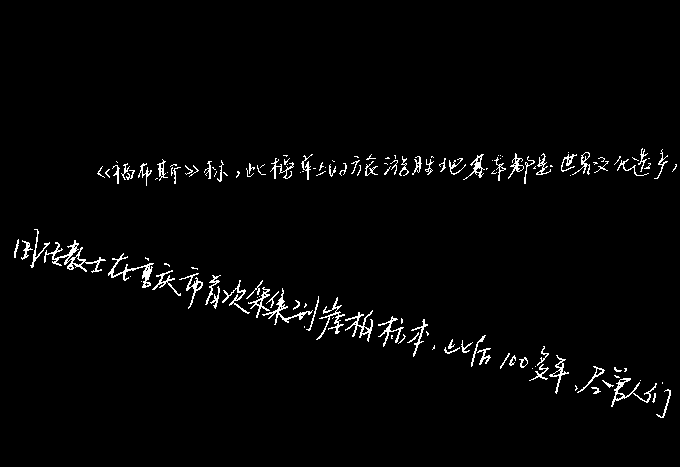 《福布斯》称，此榜单上的旅游胜地基本都是世界文化遗产，
国传教士在重庆市首次采集到崖柏标本，此后100多年，尽管人们